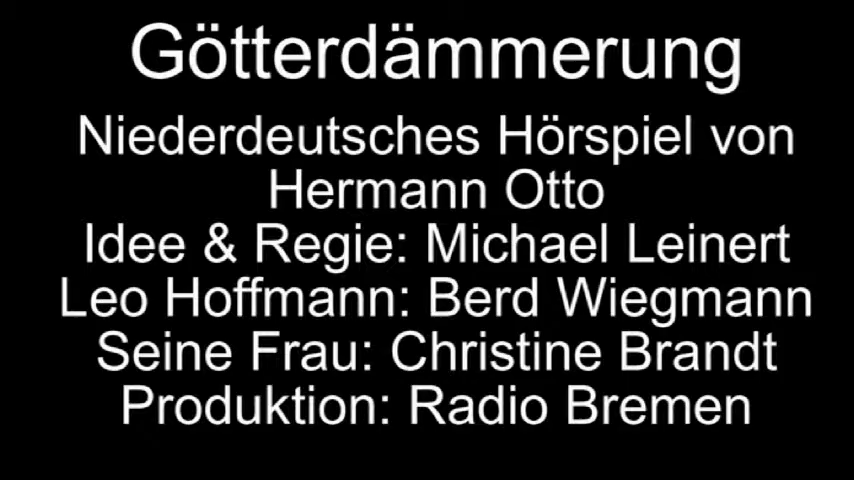 Götterdämmerung
Niederdeutsches Hörspiel von
Hermann Otto
Idee & Regie: Michael Leinert
Leo Hoffmann: Berd Wiegmann
Seine Frau: Christine Brandt
Produktion: Radio Bremen